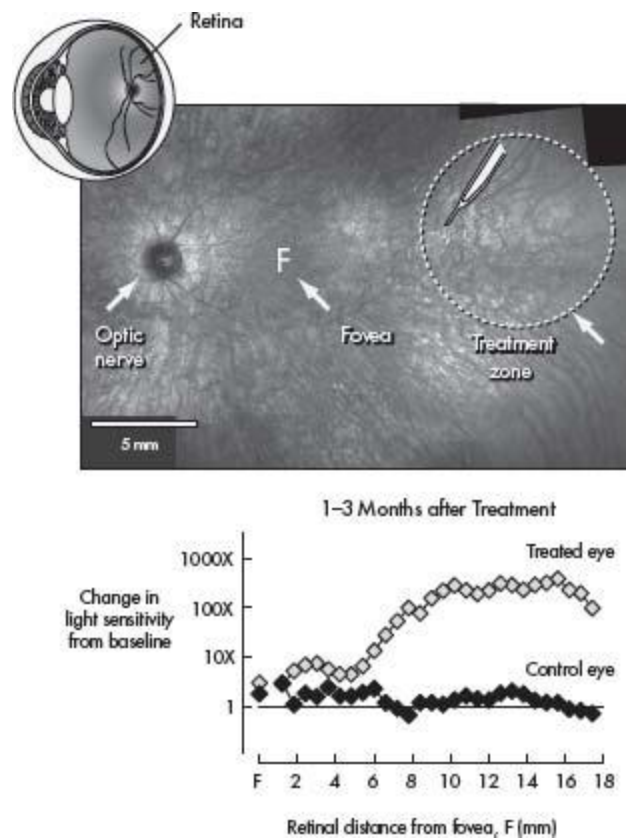 Retina
F
Optic
nerve
Fovea
Treatment
zone
5 mm
1–3 Months after Treatment
1000X
100X
10X
1
Change in
light sensitivity
from baseline
Treated eye
Control eye
F 2 4 6 8 10 12 14 16 18
Retinal distance from fovea, F (mm)